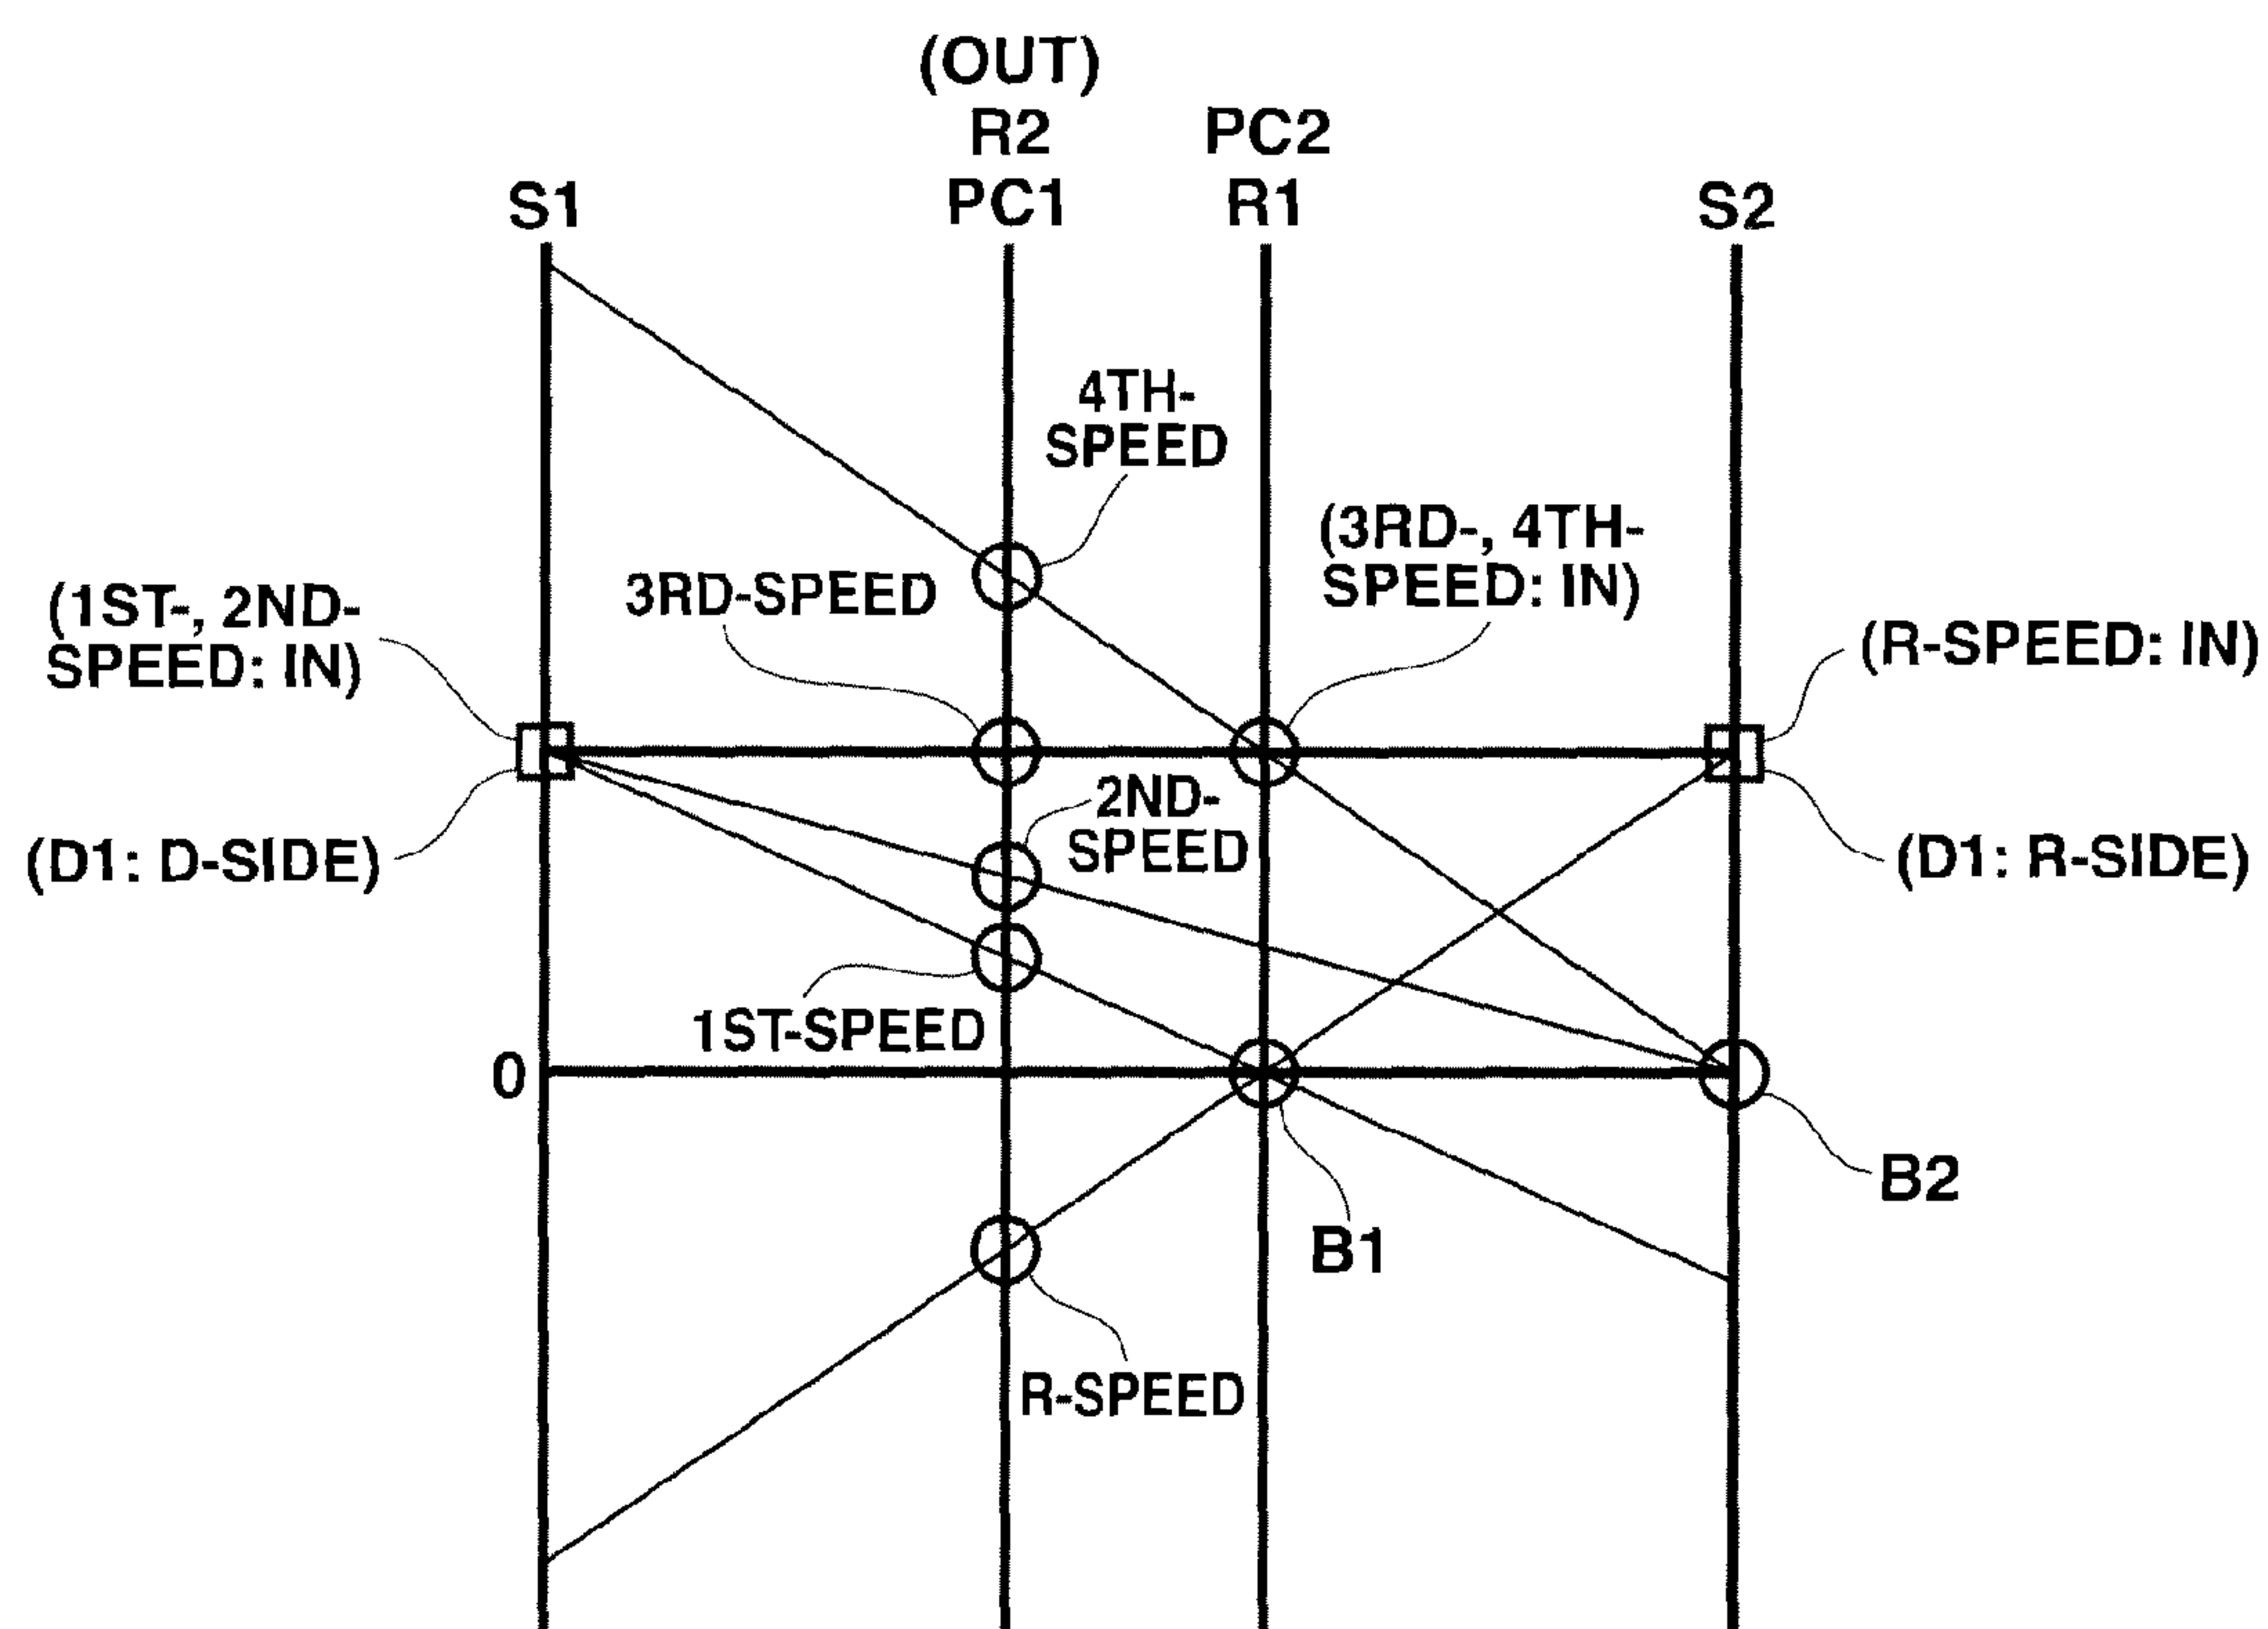 (OUT)
R2
PC1
PC2
R1
S1
S2
4TH-
SPEED
(3RD-, 4TH-
SPEED: IN)
3RD-SPEED
(1ST-, 2ND-
SPEED: IN)
(R-SPEED: IN)
2ND-
SPEED
(D1: D-SIDE)
(D1: R-SIDE)
1ST-SPEED
0
B2
B1
R-SPEED